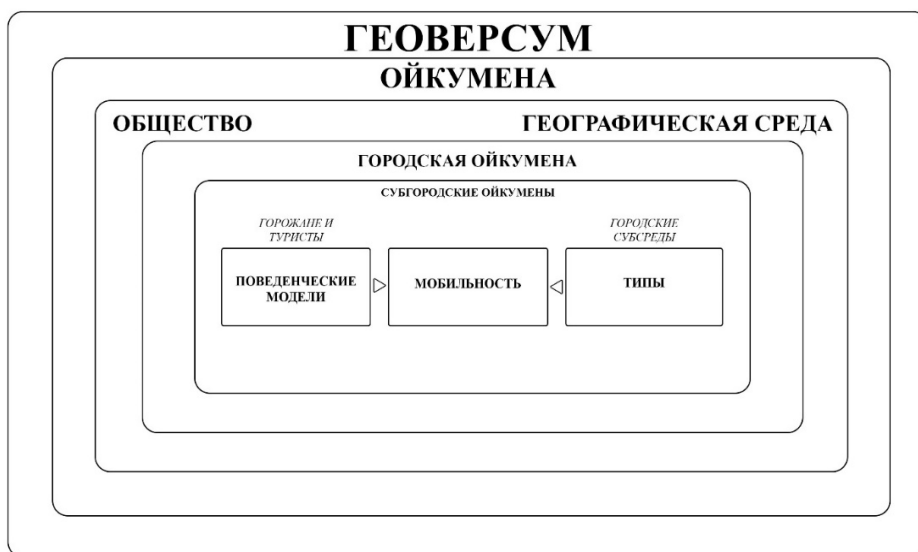 ГЕОВЕРСУМ
ОЙКУМЕНА
ОБЩЕСТВО
ГЕОГРАФИЧЕСКАЯ СРЕДА
ГОРОДСКАЯ ОЙКУМЕНА
СУБГОРОДСКИЕ ОЙКУМЕНЫ
ГОРОЖАНЕ И
ТУРИСТЫ
ГОРОДСКИЕ
СУБСРЕДЫ
ПОВЕДЕНЧЕСКИЕ
МОДЕЛИ
МОБИЛЬНОСТЬ
ТИПЫ